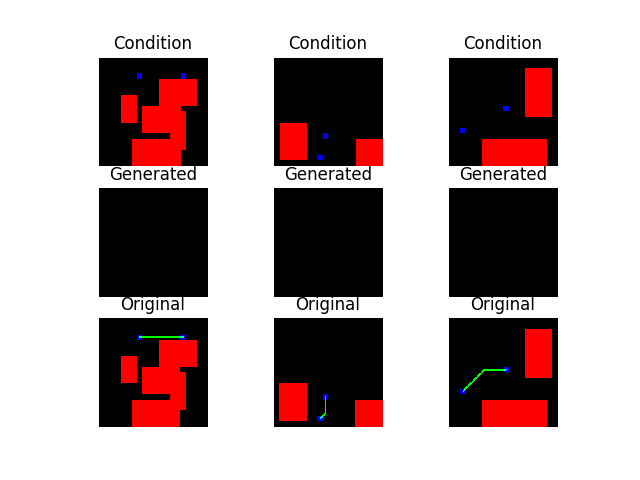 Condition Condition Condition
Generated Generated Generated
Original Original Original